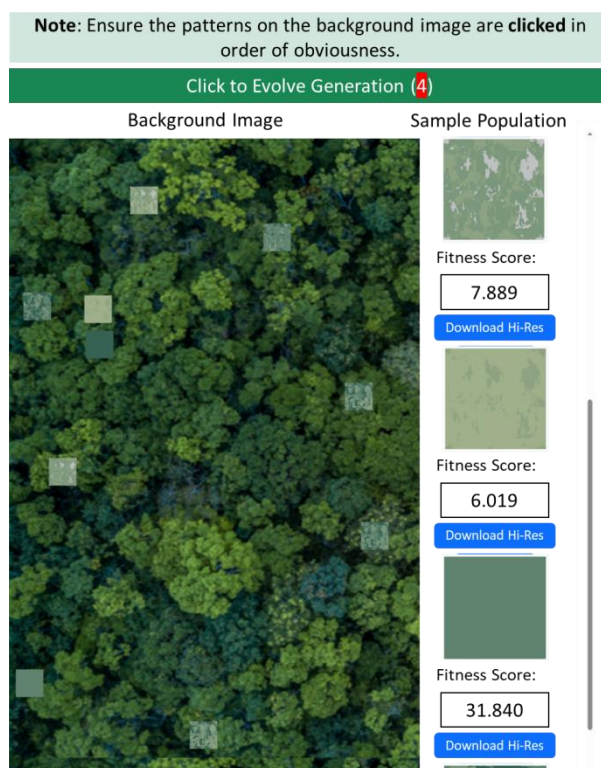 Note: Ensure the patterns on the background image are clicked in
order of obviousness.
Click to Evolve Generation (4)
Background Image
Sample Population
Fitness Score:
7.889
Download Hi-Res
Fitness Score:
6.019
Download Hi-Res
Fitness Score:
31.840
Download Hi-Res